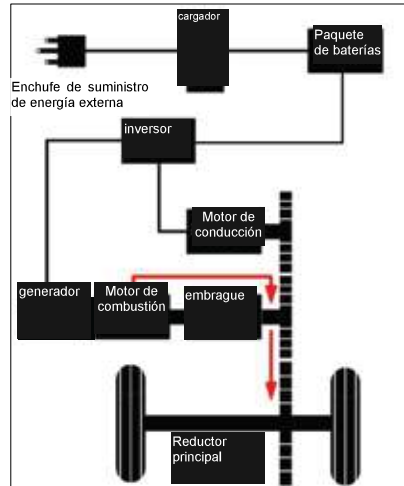 cargador
Paquete
de baterías
Enchufe de suministro
de energía externa
inversor
Motor de
conducción
generador
Motor de
combustión
embrague
Reductor
principal